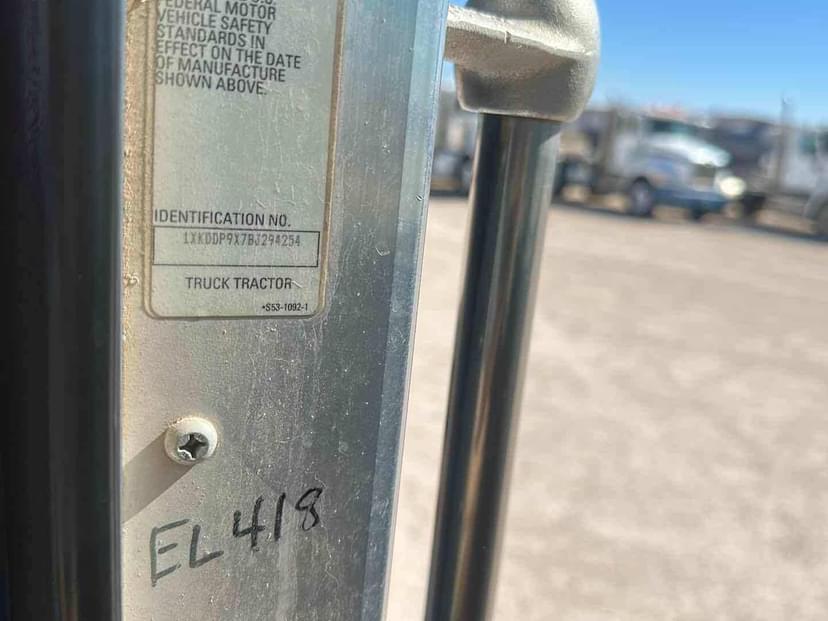 FEDERAL MOTOR
VEHICLE SAFETY
STANDARDS IN
EFFECT ON THE DATE
OF MANUFACTURE
SHOWN ABOVE.
IDENTIFICATION NO.
1XKDDP9X7BJ294254
TRUCK TRACTOR
*S53-1092-1
EL418